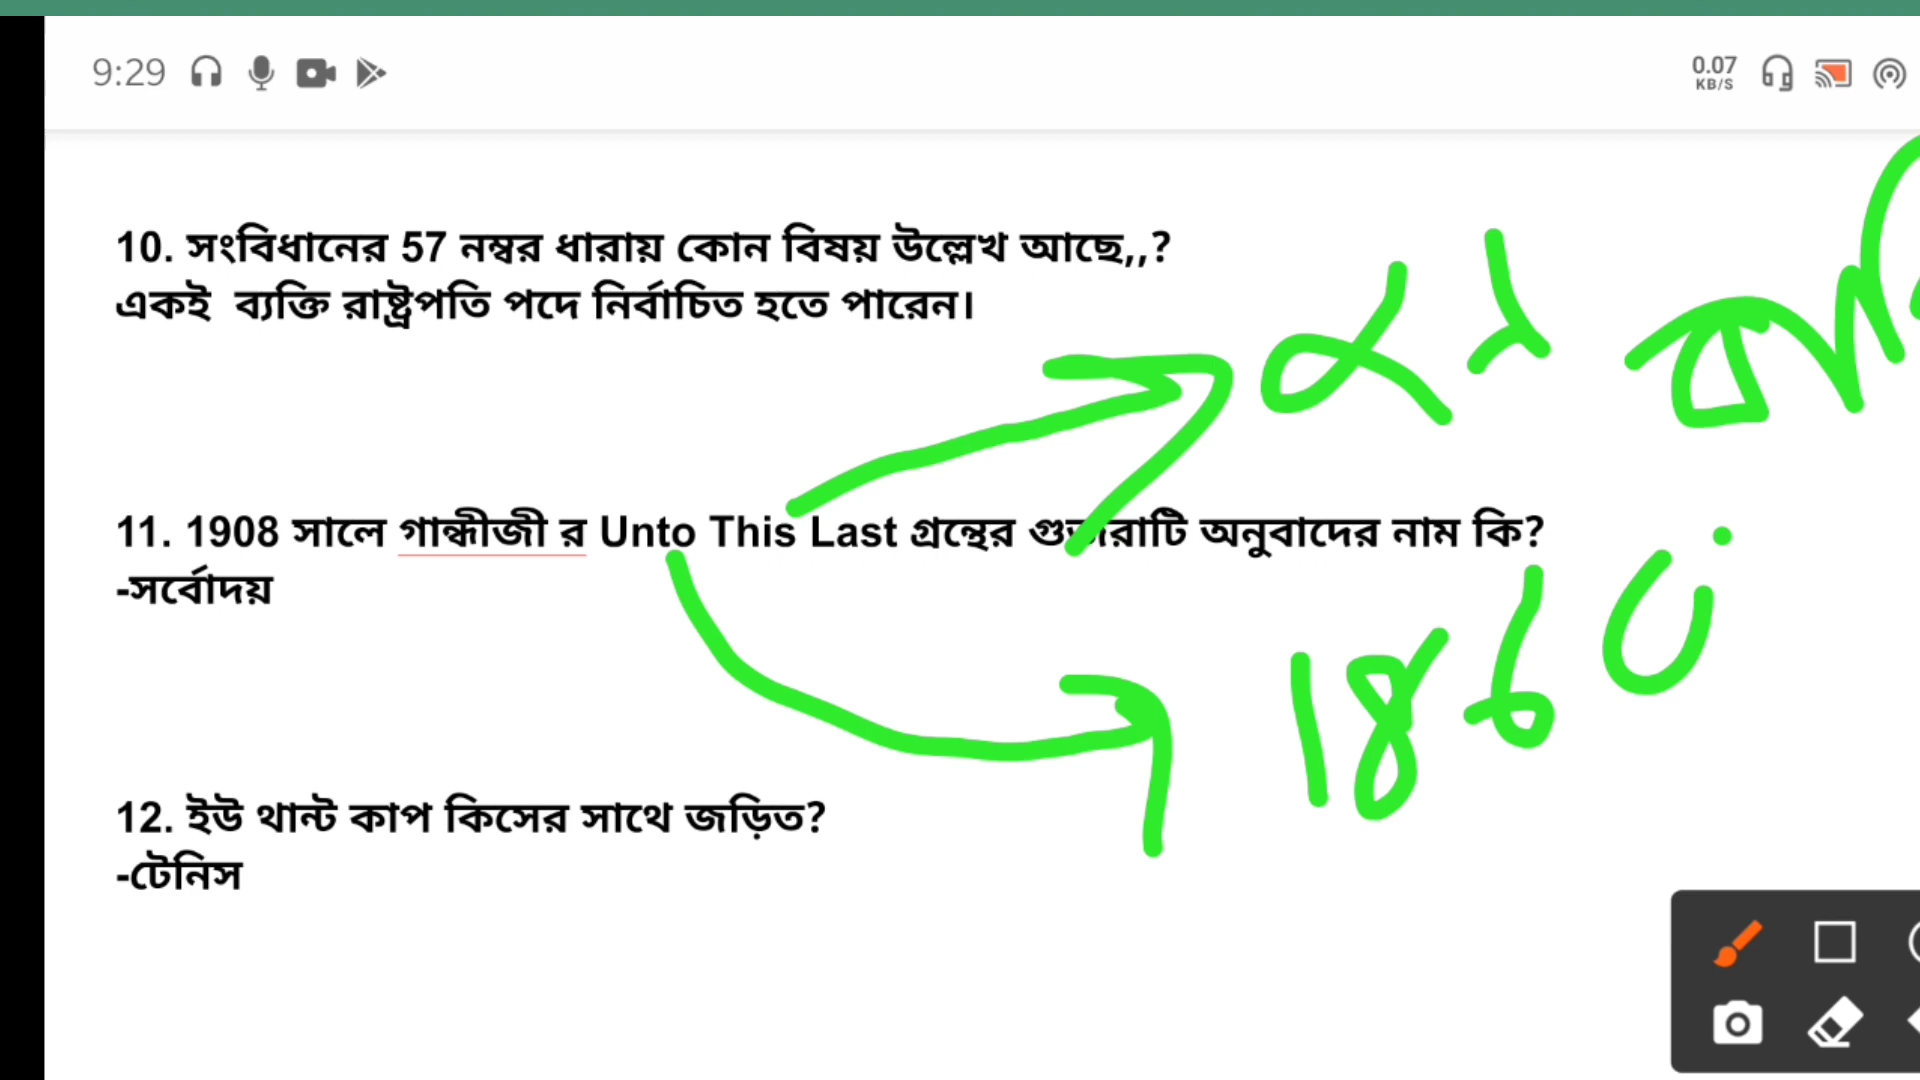 9:29
0.07
KB/S
10. সংবিধানের 57 নম্বর ধারায় কোন বিষয় উল্লেখ আছে,,?
একই ব্যক্তি রাষ্ট্রপতি পদে নির্বাচিত হতে পারেন।
11. 1908 সালে গান্ধীজী র Unto This Last গ্রন্থের গুজরাটি অনুবাদের নাম কি?
-সর্বোদয়
1860
12. ইউ থান্ট কাপ কিসের সাথে জড়িত?
-টেনিস